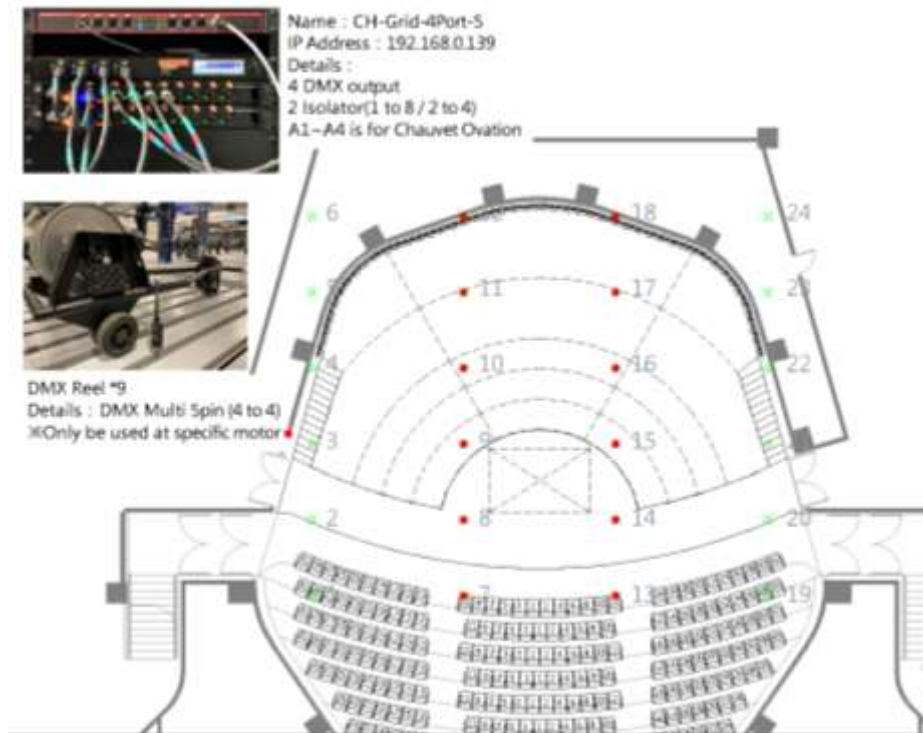 Name : CH-Grid-4Port-5
IP Address : 192.168.0.139
Details :
4 DMX output
2 Isolator(1 to 8 / 2 to 4)
A1~A4 is for Chauvet Ovation
6
18
24
11
17
4
10
16
22
DMX Reel *9
Details : DMX Multi 5pin (4 to 4)
※Only be used at specific motor
3
9
15
2
8
14
20
7
13
19